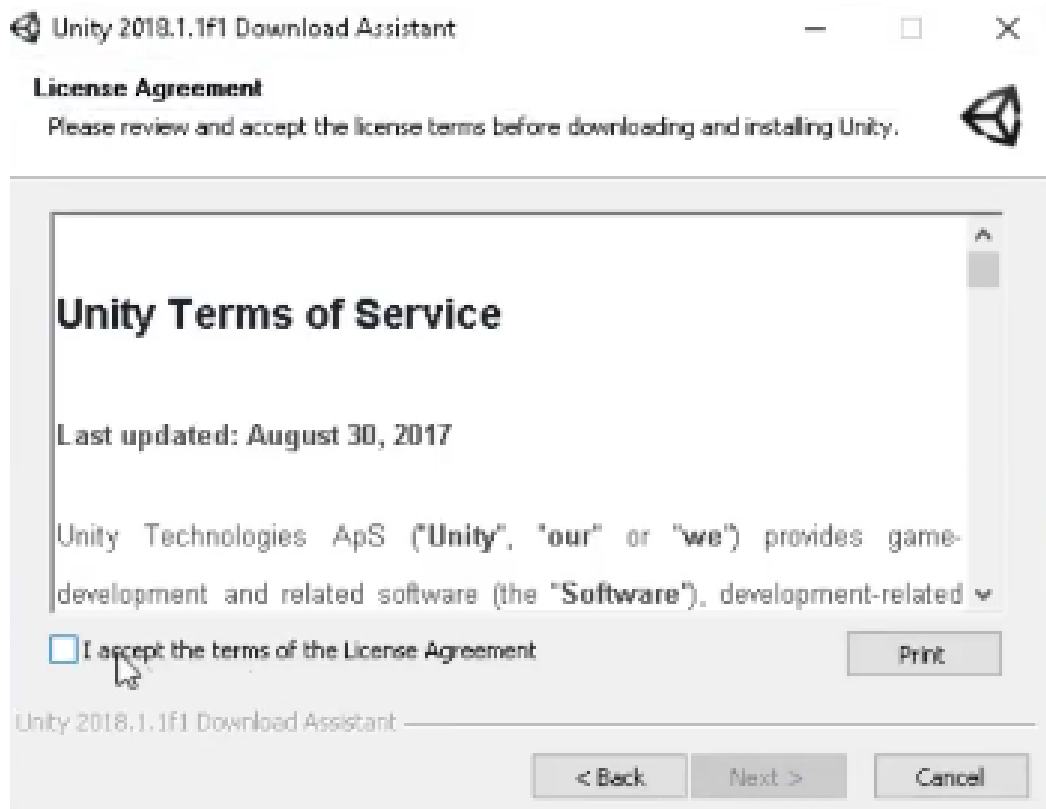 Unity 2018.1.1f1 Download Assistant
License Agreement
Please review and accept the license terms before downloading and installing Unity.
Unity Terms of Service
Last updated: August 30, 2017
Unity Technologies ApS ("Unity", "our" or "we") provides game-
development and related software (the "Software"), development-related
I accept the terms of the License Agreement
Print
Unity 2018.1.1f1 Download Assistant
< Back
Next >
Cancel